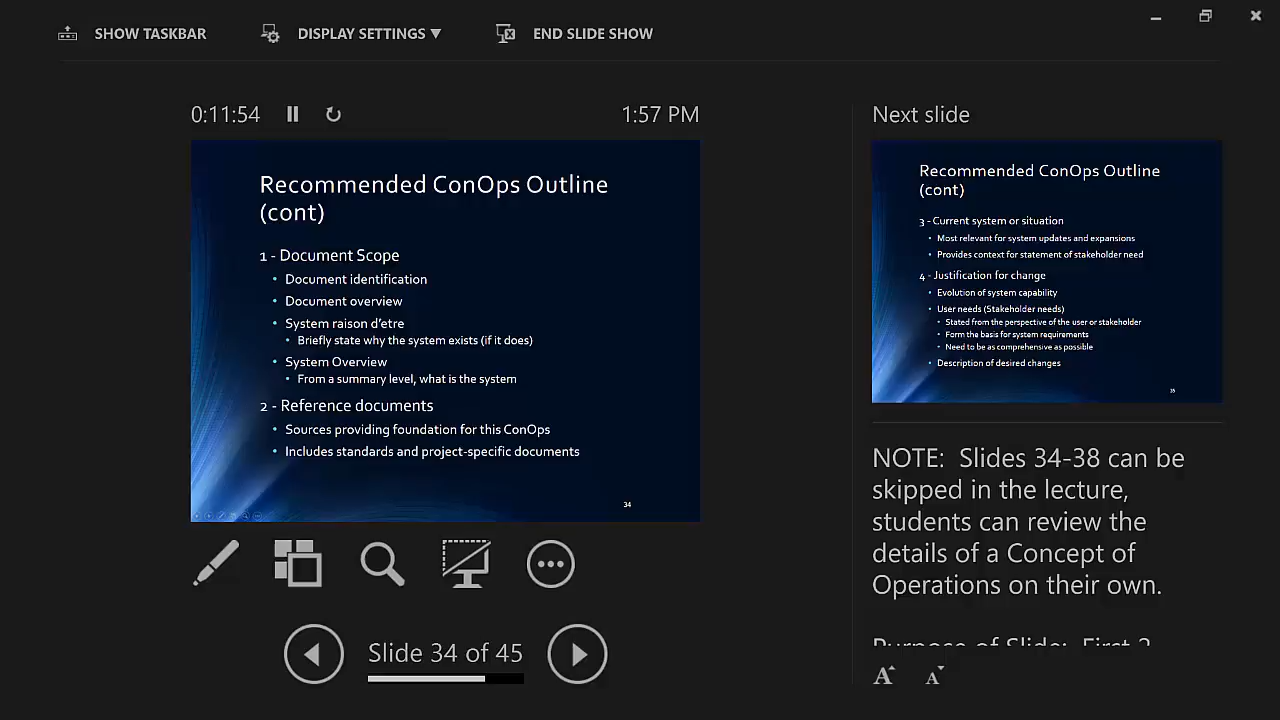 SHOW TASKBAR
DISPLAY SETTINGS ▼
END SLIDE SHOW
0:11:54
1:57 PM
Recommended ConOps Outline
(cont)
1 - Document Scope
• Document identification
• Document overview
• System raison d'etre
• Briefly state why the system exists (if it does)
• System Overview
• From a summary level, what is the system
2 - Reference documents
• Sources providing foundation for this ConOps
• Includes standards and project-specific documents
34
Slide 34 of 45
Next slide
Recommended ConOps Outline
(cont)
3 - Current system or situation
• Most relevant for system updates and expansions
• Provides context for statement of stakeholder need
4 - Justification for change
• Evolution of system capability
• User needs (Stakeholder needs)
• Stated from the perspective of the user or stakeholder
• Form the basis for system requirements
• Need to be as comprehensive as possible
• Description of desired changes
35
NOTE: Slides 34-38 can be
skipped in the lecture,
students can review the
details of a Concept of
Operations on their own.
Purpose of Slide: First 2
A A